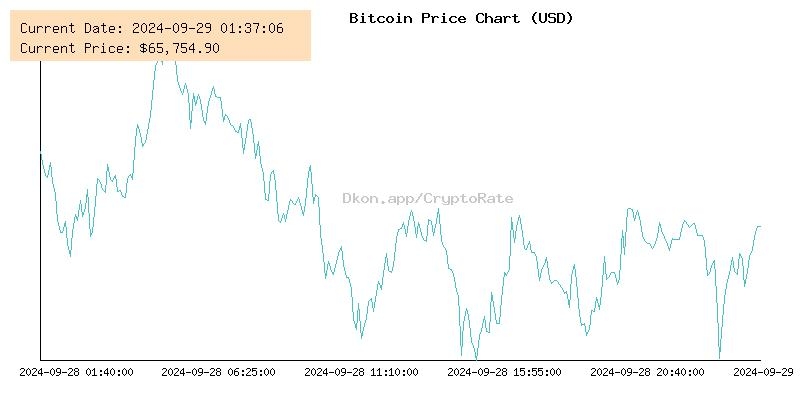 Bitcoin Price Chart (USD)
Current Date: 2024-09-29 01:37:06
Current Price: $65,754.90
Dkon.app/CryptoRate
2024-09-28 01:40:00 2024-09-28 06:25:00 2024-09-28 11:10:00 2024-09-28 15:55:00 2024-09-28 20:40:00 2024-09-29